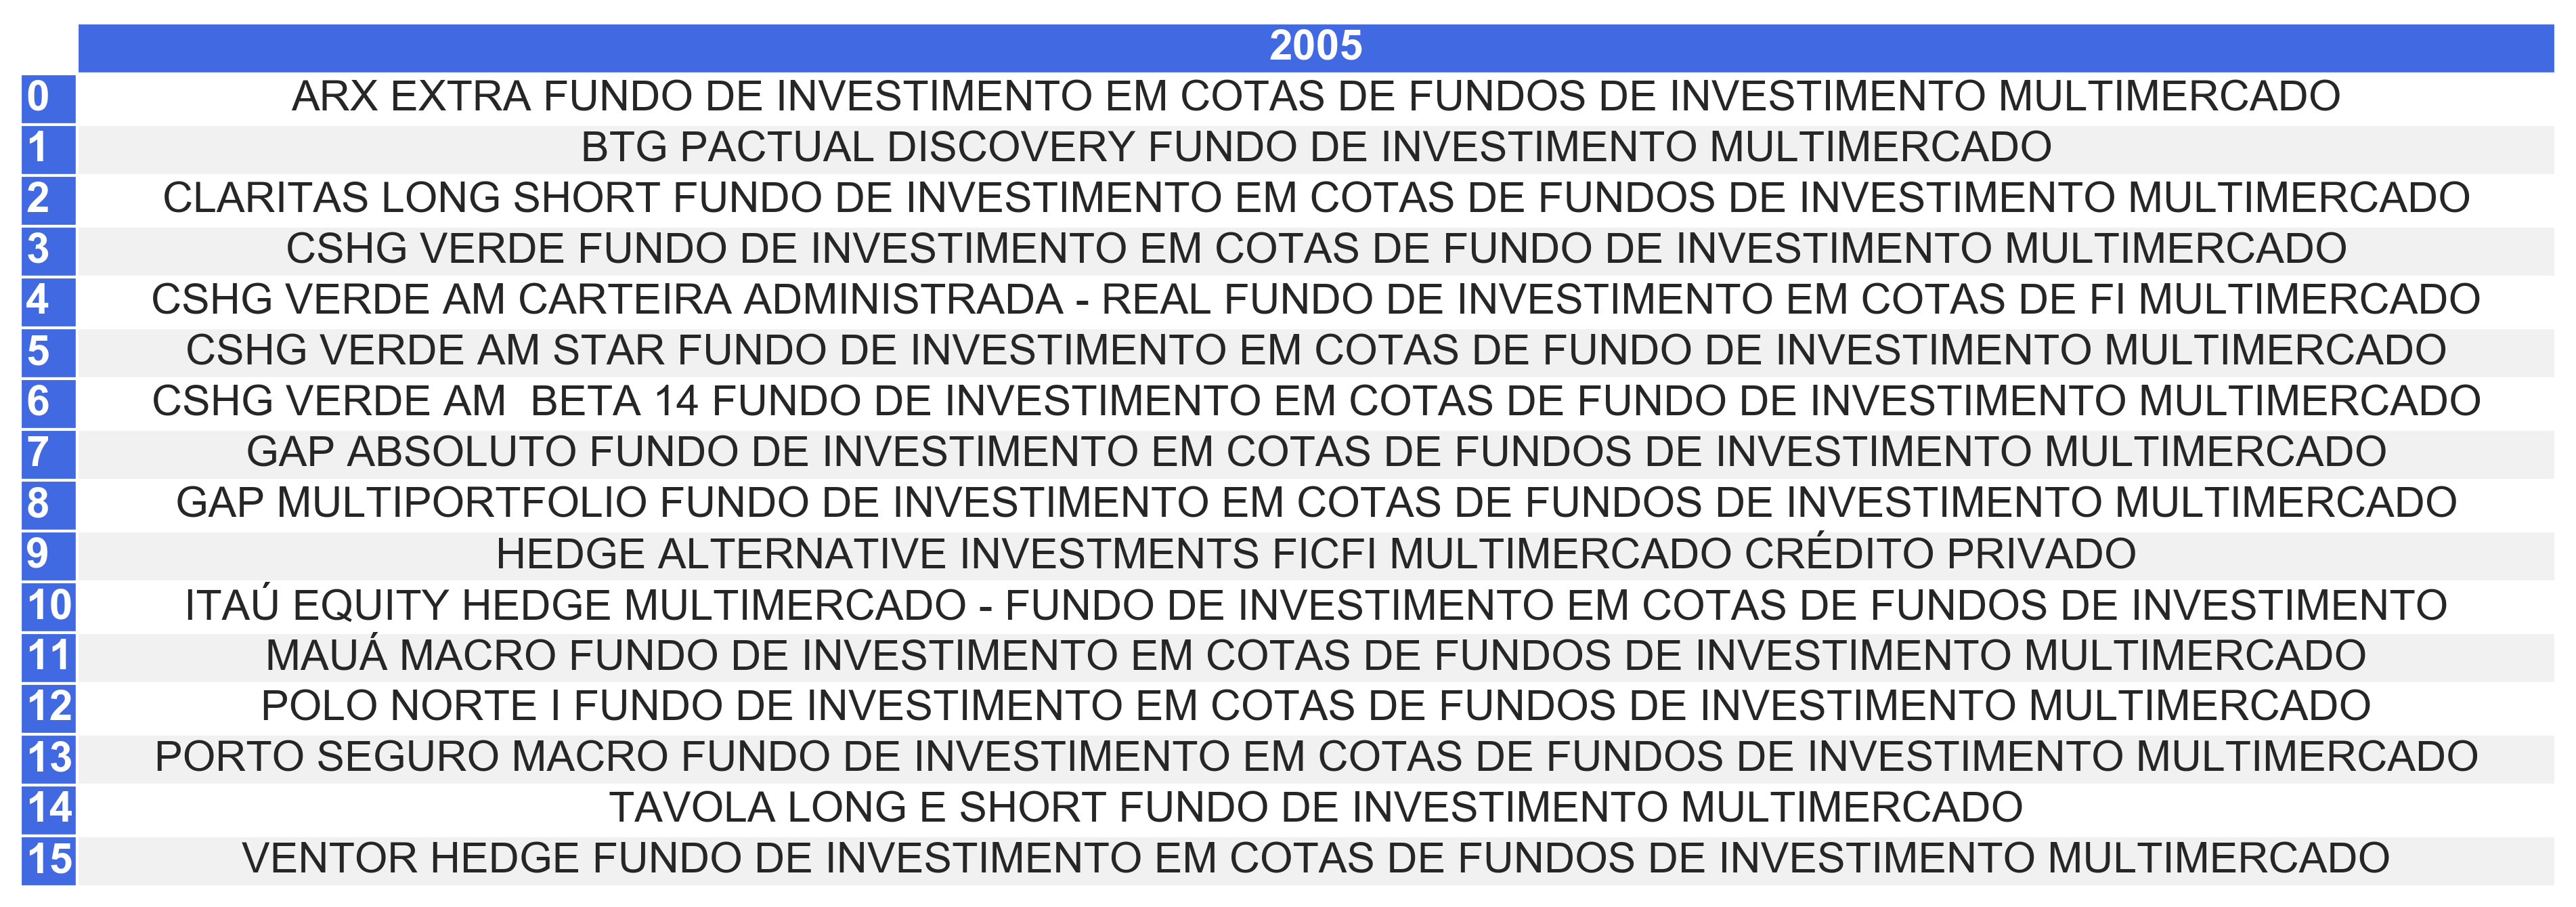 2005
0 ARX EXTRA FUNDO DE INVESTIMENTO EM COTAS DE FUNDOS DE INVESTIMENTO MULTIMERCADO
1 BTG PACTUAL DISCOVERY FUNDO DE INVESTIMENTO MULTIMERCADO
2 CLARITAS LONG SHORT FUNDO DE INVESTIMENTO EM COTAS DE FUNDOS DE INVESTIMENTO MULTIMERCADO
3 CSHG VERDE FUNDO DE INVESTIMENTO EM COTAS DE FUNDO DE INVESTIMENTO MULTIMERCADO
4 CSHG VERDE AM CARTEIRA ADMINISTRADA - REAL FUNDO DE INVESTIMENTO EM COTAS DE FI MULTIMERCADO
5 CSHG VERDE AM STAR FUNDO DE INVESTIMENTO EM COTAS DE FUNDO DE INVESTIMENTO MULTIMERCADO
6 CSHG VERDE AM  BETA 14 FUNDO DE INVESTIMENTO EM COTAS DE FUNDO DE INVESTIMENTO MULTIMERCADO
7 GAP ABSOLUTO FUNDO DE INVESTIMENTO EM COTAS DE FUNDOS DE INVESTIMENTO MULTIMERCADO
8 GAP MULTIPORTFOLIO FUNDO DE INVESTIMENTO EM COTAS DE FUNDOS DE INVESTIMENTO MULTIMERCADO
9 HEDGE ALTERNATIVE INVESTMENTS FICFI MULTIMERCADO CRÉDITO PRIVADO
10 ITAÚ EQUITY HEDGE MULTIMERCADO - FUNDO DE INVESTIMENTO EM COTAS DE FUNDOS DE INVESTIMENTO
11 MAUÁ MACRO FUNDO DE INVESTIMENTO EM COTAS DE FUNDOS DE INVESTIMENTO MULTIMERCADO
12 POLO NORTE I FUNDO DE INVESTIMENTO EM COTAS DE FUNDOS DE INVESTIMENTO MULTIMERCADO
13 PORTO SEGURO MACRO FUNDO DE INVESTIMENTO EM COTAS DE FUNDOS DE INVESTIMENTO MULTIMERCADO
14 TAVOLA LONG E SHORT FUNDO DE INVESTIMENTO MULTIMERCADO
15 VENTOR HEDGE FUNDO DE INVESTIMENTO EM COTAS DE FUNDOS DE INVESTIMENTO MULTIMERCADO